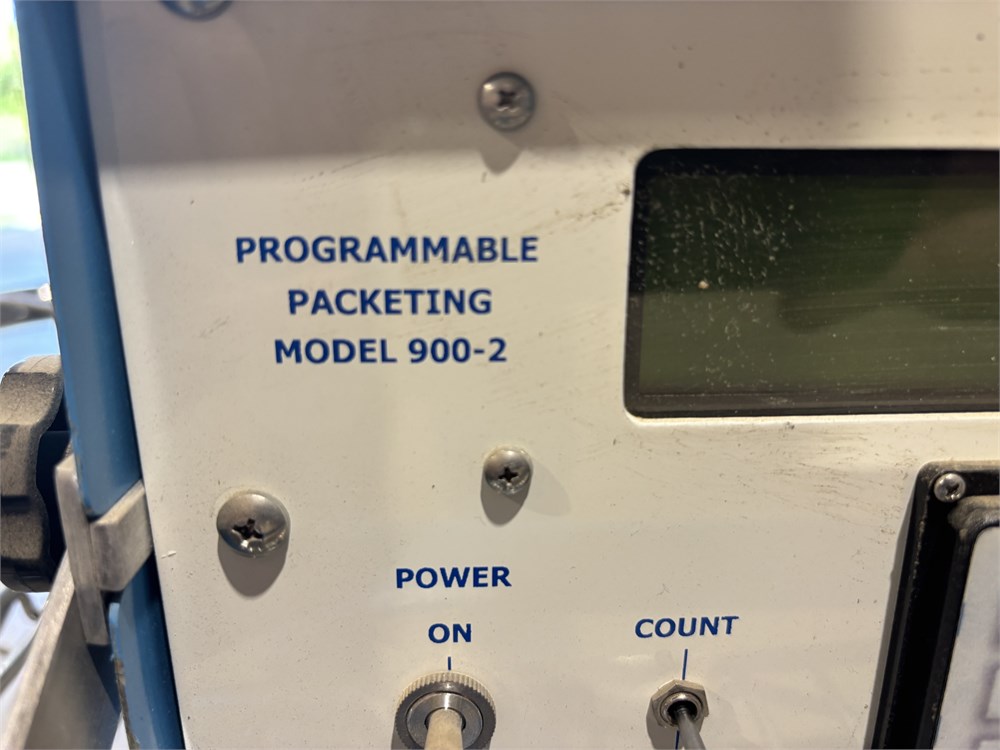 PROGRAMMABLE
PACKETING
MODEL 900-2
POWER
ON
COUNT